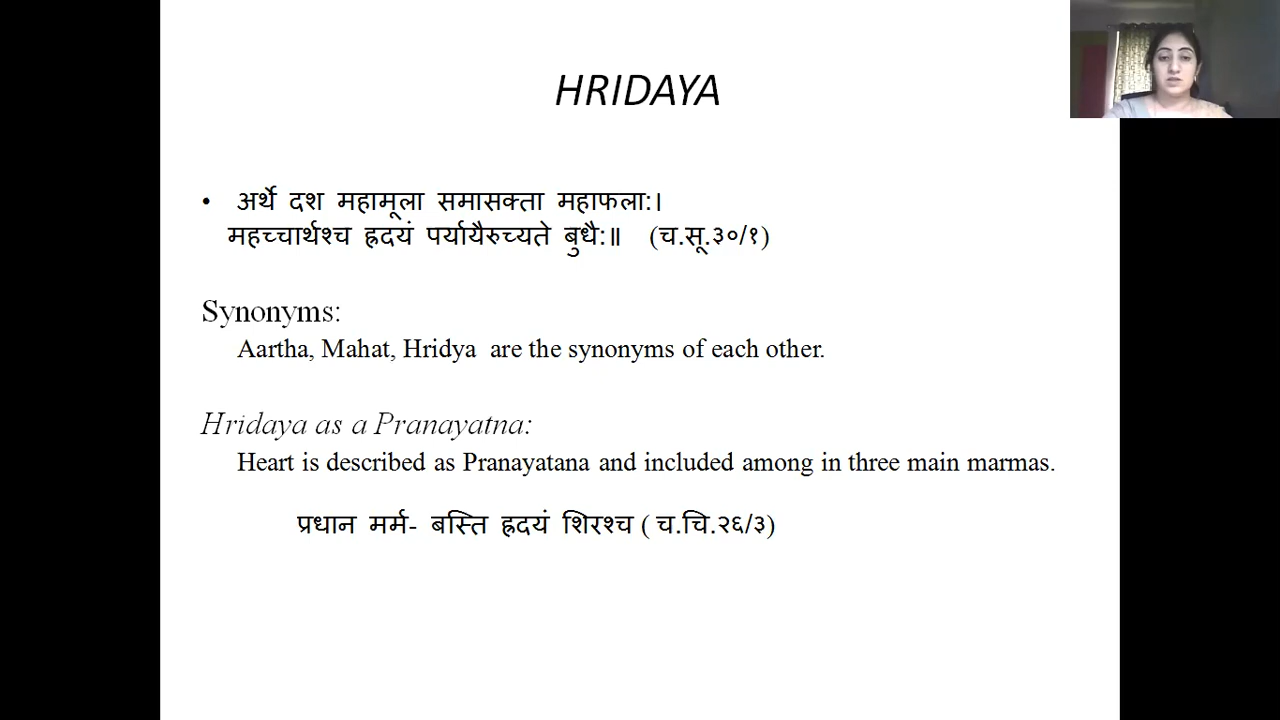 HRIDAYA
• अर्थे दश महामूला समासक्ता महाफला:।
महच्चार्थश्च ह्रदयं पर्यायैरुच्यते बुधै:॥ (च.सू.३०/१)
Synonyms:
Aartha, Mahat, Hridya are the synonyms of each other.
Hridaya as a Pranayatna:
Heart is described as Pranayatana and included among in three main marmas.
प्रधान मर्म- बस्ति ह्रदयं शिरश्च ( च.चि.२६/३)